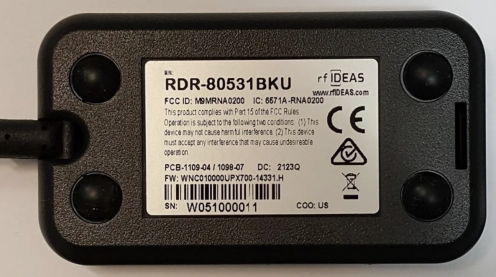 RDR-80531BKU
rfIDEAS
www.rfIDEAS.com
FCC ID: M9MRNA0200 IC: 6571A-RNA0200
This product complies with Part 15 of the FCC Rules.
Operation is subject to the following two conditions: (1) This
device may not cause harmful interference. (2) This device
must accept any interference that may cause undesireable
operation.
CE
PCB-1109-04 / 1098-07 DC: 2123Q
FW: WNC010000UPX700-14331.H
SN: W051000011
COO: US